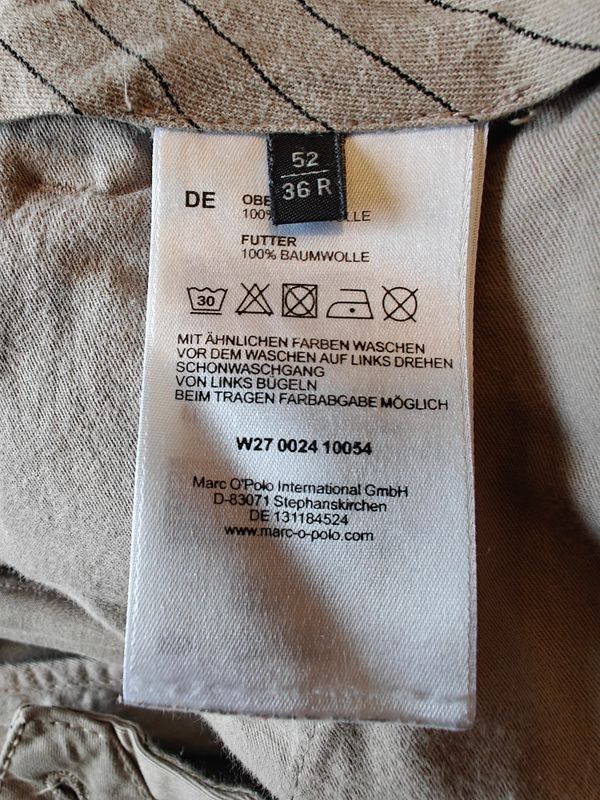 52
36 R
DE
100% LLE
FUTTER
100% BAUMWOLLE
30
MIT ÄHNLICHEN FARBEN WASCHEN
VOR DEM WASCHEN AUF LINKS DREHEN
SCHONWASCHGANG
VON LINKS BÜGELN
BEIM TRAGEN FARBABGABE MÖGLICH
W27 0024 10054
Marc O'Polo International GmbH
D-83071 Stephanskirchen
DE 131184524
www.marc-o-polo.com